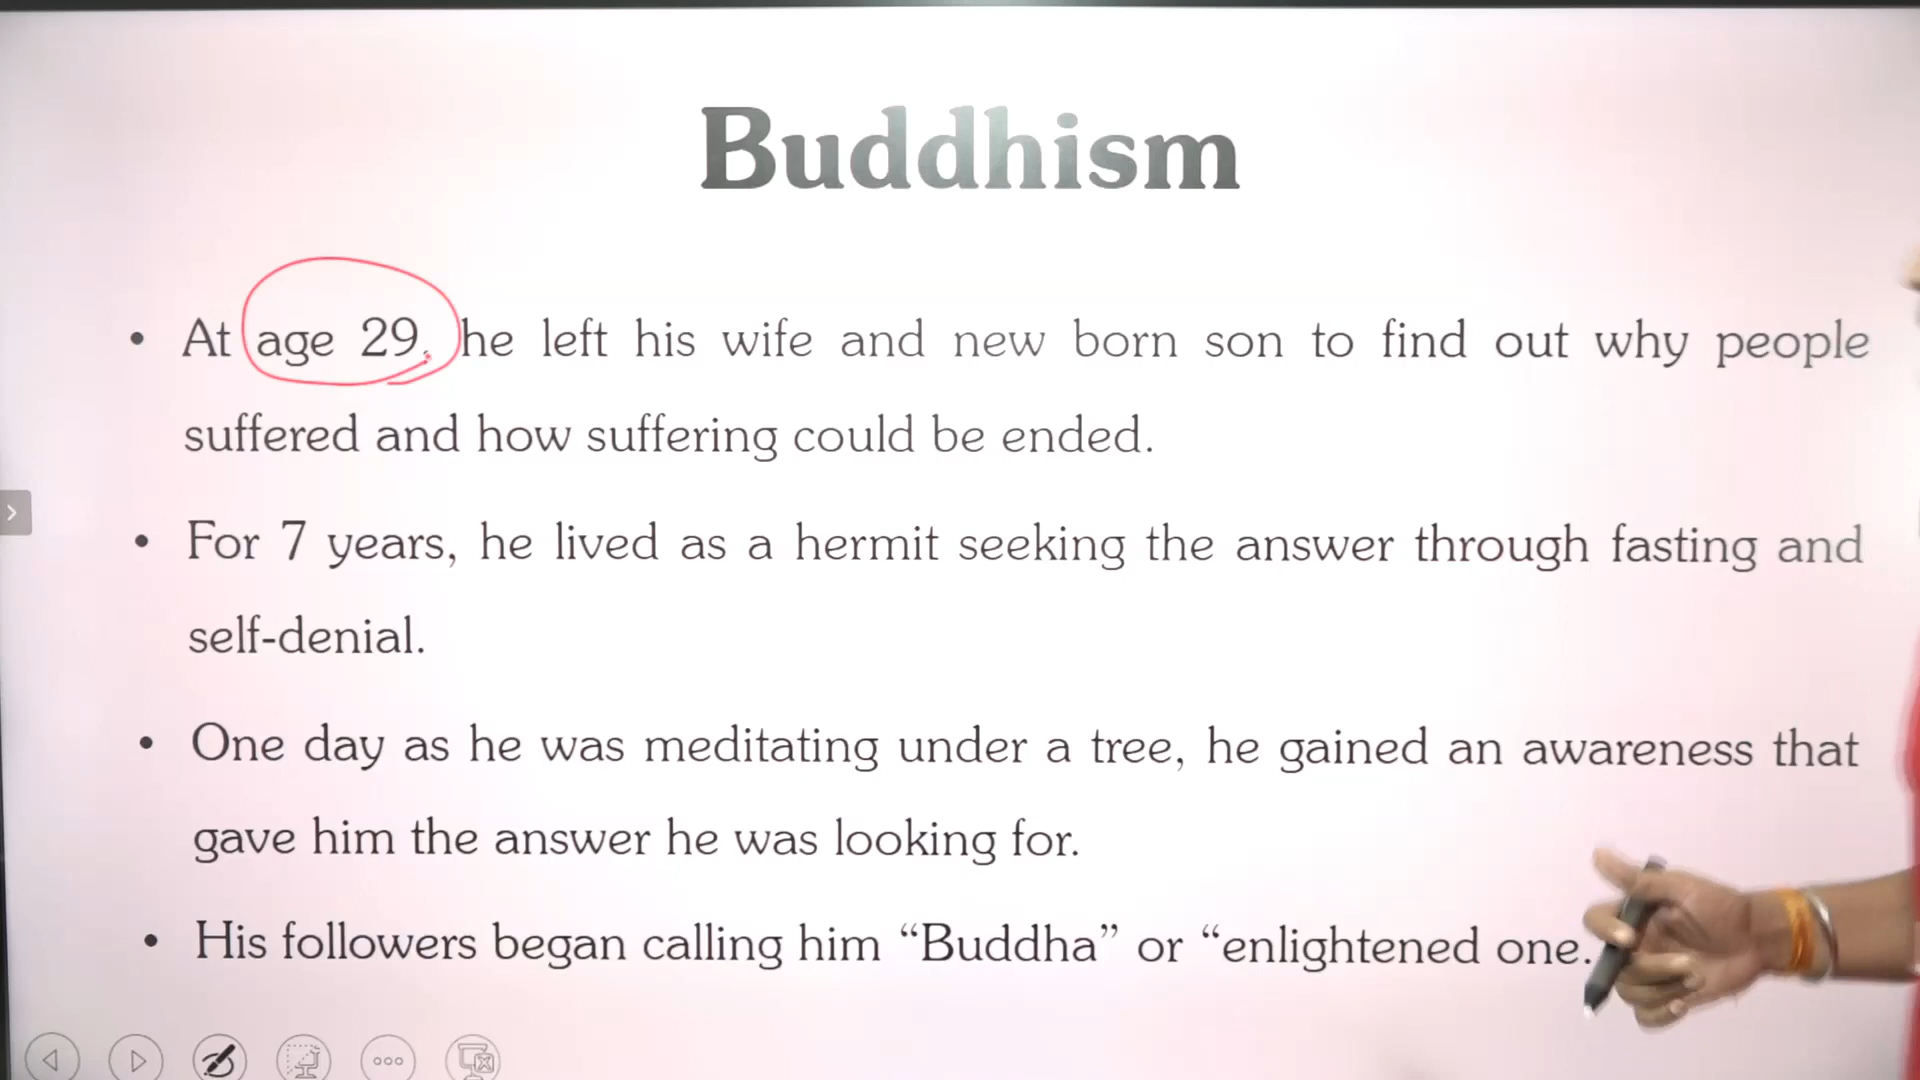 Buddhism
• At age 29, he left his wife and new born son to find out why people
suffered and how suffering could be ended.
• For 7 years, he lived as a hermit seeking the answer through fasting and
self-denial.
• One day as he was meditating under a tree, he gained an awareness that
gave him the answer he was looking for.
• His followers began calling him “Buddha” or “enlightened one.